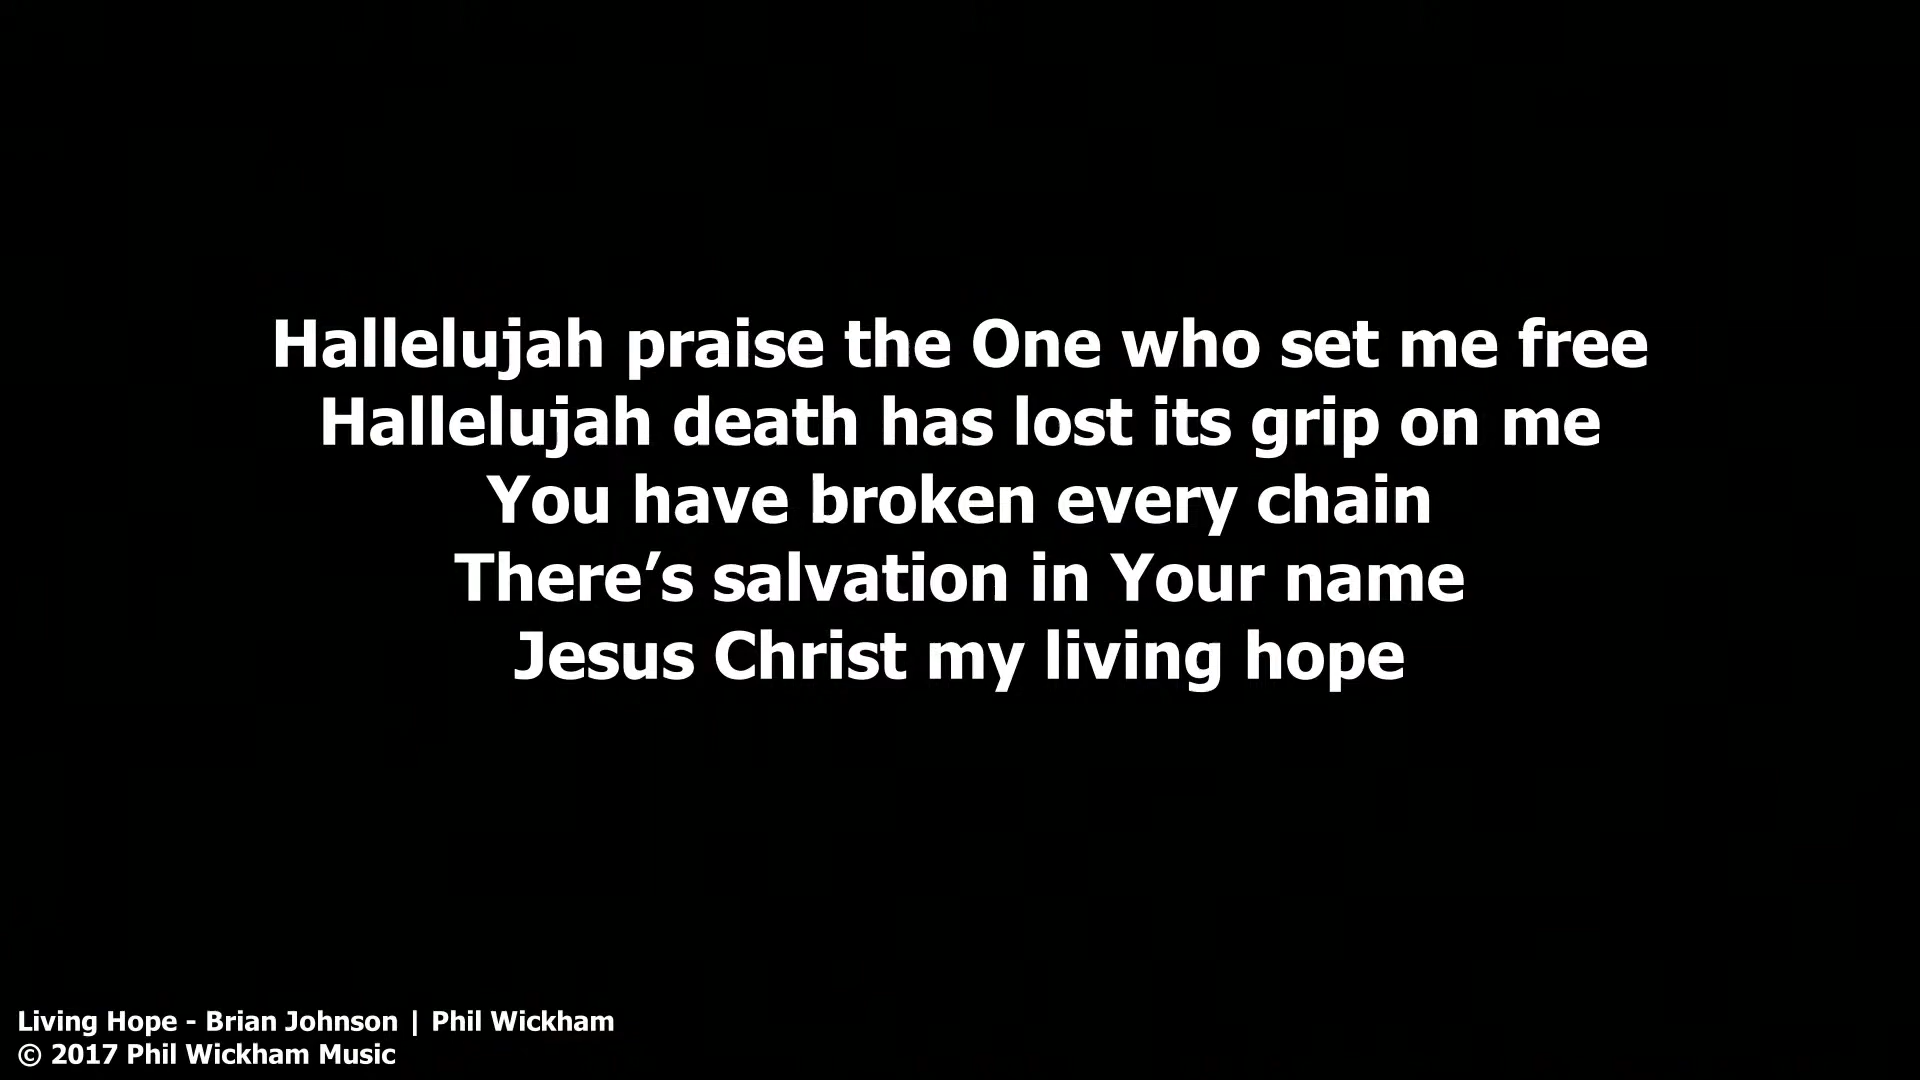 Hallelujah praise the One who set me free
Hallelujah death has lost its grip on me
You have broken every chain
There’s salvation in Your name
Jesus Christ my living hope
Living Hope - Brian Johnson | Phil Wickham
© 2017 Phil Wickham Music